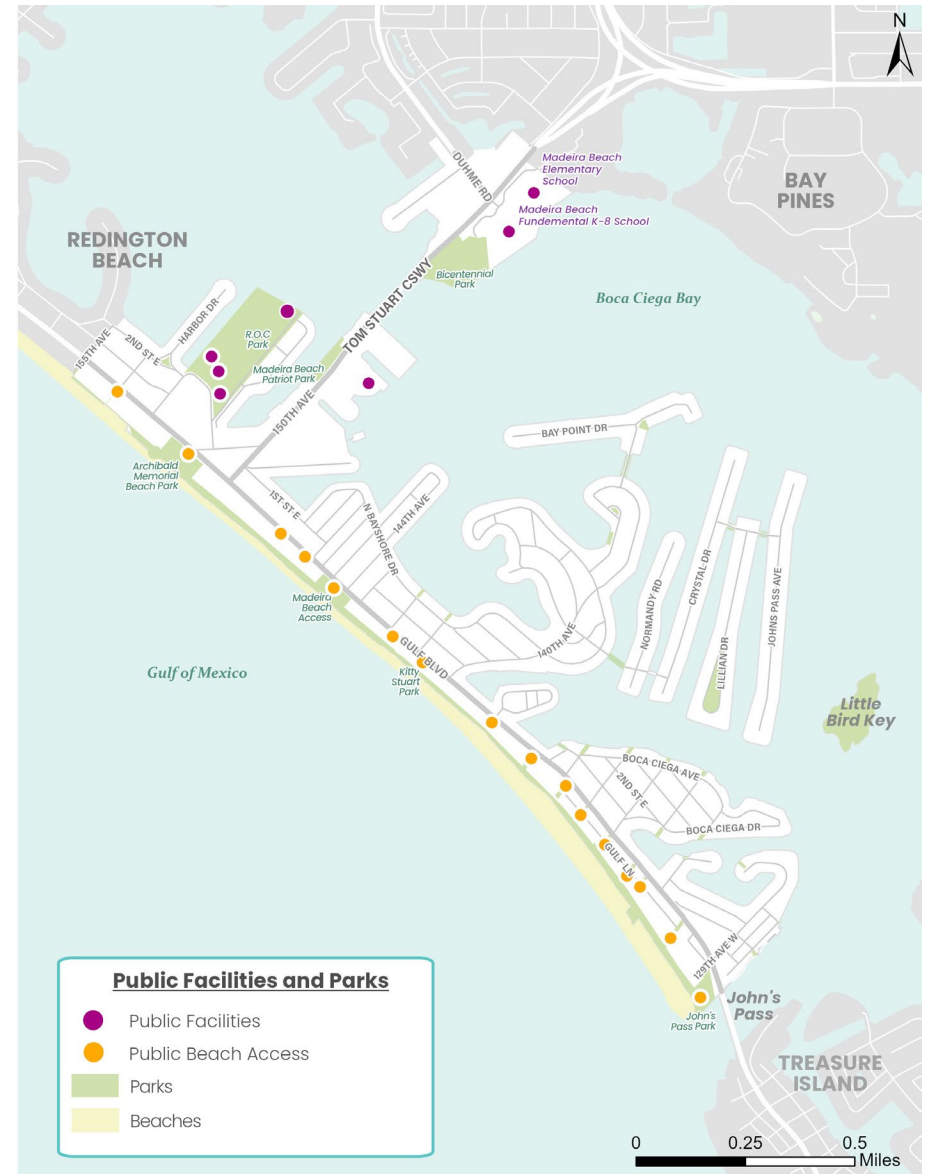 N
Madeira Beach
Elementary
School
DUHME RD
BAY
PINES
Madeira Beach
Fundemental K-8 School
REDINGTON
BEACH
Bicentennial
Park
TOM STUART CSWY
Boca Ciega Bay
HARBOR DR
R.O.C
Park
155TH AVE
2ND ST E
Madeira Beach
Patriot Park
150TH AVE
BAY POINT DR
Archibald
Memorial
Beach Park
1ST ST E
144TH AVE
N BAYSHORE DR
CRYSTAL DR
JOHNS PASS AVE
NORMANDY RD
Madeira
Beach
Access
140TH AVE
LILLIAN DR
GULF BLVD
Gulf of Mexico
Kitty
Stuart
Park
Little
Bird Key
BOCA CIEGA AVE
2ND ST E
BOCA CIEGA DR
GULF LN
129TH AVE W
John's
Pass
John's
Pass Park
TREASURE
ISLAND
Public Facilities and Parks
Public Facilities
Public Beach Access
Parks
Beaches
0 0.25 0.5
Miles